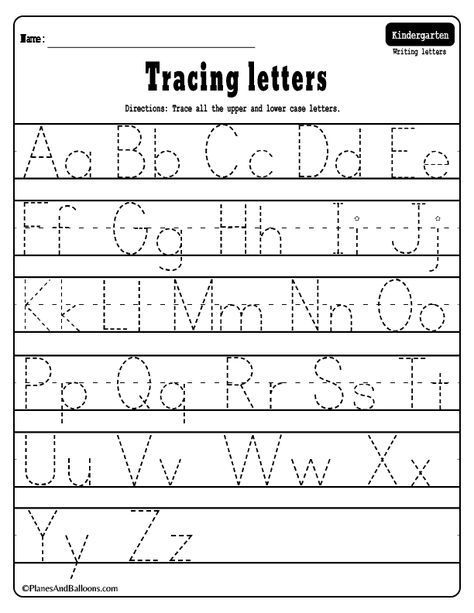 Name:
Kindergarten
Writing letters
Tracing letters
Directions: Trace all the upper and lower case letters.
Aa Bb Cc Dd Ee
Ff Gg Hh Ii Jj
Kk Ll Mm Nn Oo
Pp Qq Rr Ss Tt
Uu Vv Ww Xx
Yy Zz
©PlanesAndBalloons.com